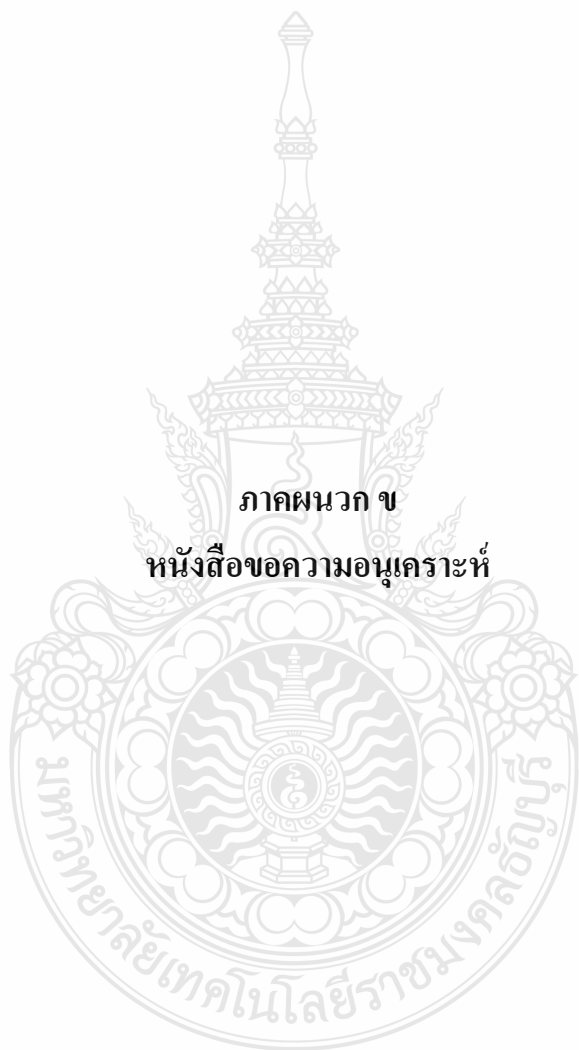 ภาคผนวก ข
หนังสือขอความอนุเคราะห์
มหาวิทยาลัยเทคโนโลยีราชมงคลธัญบุรี